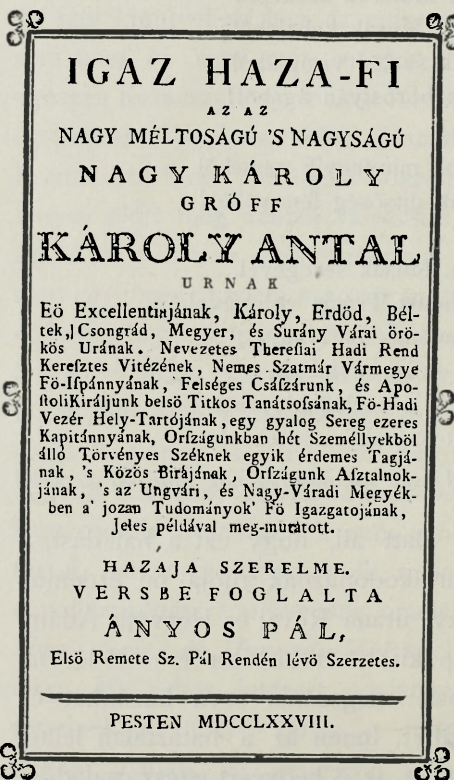 IGAZ HAZA-FI
AZ AZ
NAGY MÉLTOSÁGÚ 'S NAGYSÁGÚ
NAGY KÁROLY
GRÓFF
KÁROLY ANTAL
URNAK
Eö Excellentiájának, Károly, Erdöd, Bél-
tek, Csongrád, Megyer, és Surány Várai örö-
kös Urának. Nevezetes Thereſiai Hadi Rend
Kereſztes Vitézének, Nemes Szatmár Vármegye
Fö-Iſpánnyának, Felséges Csáſzárunk, és Apo-
ſtoliKiráljunk belsö Titkos Tanátsoſsának, Fö-Hadi
Vezér Hely-Tartójának, egy gyalog Sereg ezeres
Kapitánnyának, Orſzágunkban hét Személlyekböl
álló Törvényes Széknek egyik érdemes Tagjá-
nak, 's Közös Birájának, Orſzágunk Aſztalnok-
jának, 's az Ungvári, és Nagy-Váradi Megyék-
ben a' jozan Tudományok' Fö Igazgatojának,
Jeles példával meg-mutátott.
HAZAJA SZERELME.
VERSBE FOGLALTA
ÁNYOS PÁL,
Elsö Remete Sz. Pál Rendén lévö Szerzetes.
PESTEN MDCCLXXVIII.